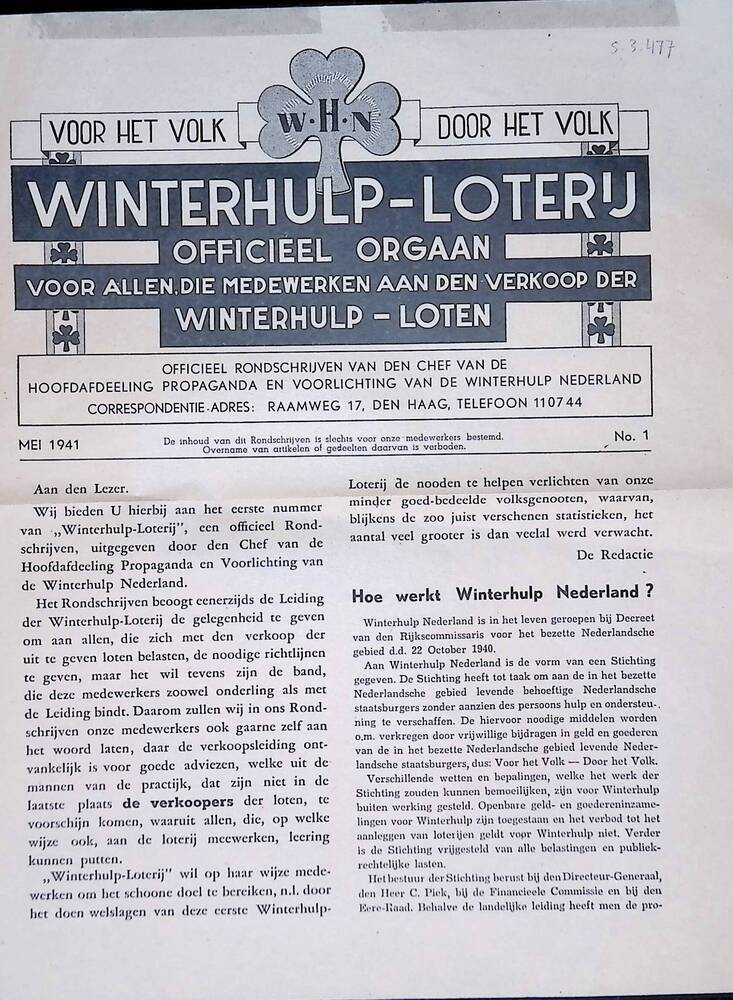 S.3.477
VOOR HET VOLK
W·H·N
DOOR HET VOLK
WINTERHULP-LOTERIJ
OFFICIEEL ORGAAN
VOOR ALLEN, DIE MEDEWERKEN AAN DEN VERKOOP DER
WINTERHULP - LOTEN
OFFICIEEL RONDSCHRIJVEN VAN DEN CHEF VAN DE
HOOFDAFDEELING PROPAGANDA EN VOORLICHTING VAN DE WINTERHULP NEDERLAND
CORRESPONDENTIE-ADRES: RAAMWEG 17, DEN HAAG, TELEFOON 110744
MEI 1941
De inhoud van dit Rondschrijven is slechts voor onze medewerkers bestemd.
Overname van artikelen of gedeelten daarvan is verboden.
No. 1
Aan den Lezer.
Wij bieden U hierbij aan het eerste nummer
van „Winterhulp-Loterij”, een officieel Rond-
schrijven, uitgegeven door den Chef van de
Hoofdafdeeling Propaganda en Voorlichting van
de Winterhulp Nederland.
Het Rondschrijven beoogt eenerzijds de Leiding
der Winterhulp-Loterij de gelegenheid te geven
om aan allen, die zich met den verkoop der
uit te geven loten belasten, de noodige richtlijnen
te geven, maar het wil tevens zijn de band,
die deze medewerkers zoowel onderling als met
de Leiding bindt. Daarom zullen wij in ons Rond-
schrijven onze medewerkers ook gaarne zelf aan
het woord laten, daar de verkoopsleiding ont-
vankelijk is voor goede adviezen, welke uit de
mannen van de practijk, dat zijn niet in de
laatste plaats de verkoopers der loten, te
voorschijn komen, waaruit allen, die, op welke
wijze ook, aan de loterij meewerken, leering
kunnen putten.
„Winterhulp-Loterij” wil op haar wijze mede-
werken om het schoone doel te bereiken, n.l. door
het doen welslagen van deze eerste Winterhulp-
Loterij de nooden te helpen verlichten van onze
minder goed-bedeelde volksgenooten, waarvan,
blijkens de zoo juist verschenen statistieken, het
aantal veel grooter is dan veelal werd verwacht.
De Redactie
Hoe werkt Winterhulp Nederland ?
Winterhulp Nederland is in het leven geroepen bij Decreet
van den Rijkscommissaris voor het bezette Nederlandsche
gebied d.d. 22 October 1940.
Aan Winterhulp Nederland is de vorm van een Stichting
gegeven. De Stichting heeft tot taak om aan de in het bezette
Nederlandsche gebied levende behoeftige Nederlandsche
staatsburgers zonder aanzien des persoons hulp en ondersteu-
ning te verschaffen. De hiervoor noodige middelen worden
o.m. verkregen door vrijwillige bijdragen in geld en goederen
van de in het bezette Nederlandsche gebied levende Neder-
landsche staatsburgers, dus: Voor het Volk — Door het Volk.
Verschillende wetten en bepalingen, welke het werk der
Stichting zouden kunnen bemoeilijken, zijn voor Winterhulp
buiten werking gesteld. Openbare geld- en goedereninzame-
lingen voor Winterhulp zijn toegestaan en het verbod tot het
aanleggen van loterijen geldt voor Winterhulp niet. Verder
is de Stichting vrijgesteld van alle belastingen en publiek-
rechtelijke lasten.
Het bestuur der Stichting berust bij den Directeur-Generaal,
den Heer C. Piek, bij de Financieele Commissie en bij den
Eere-Raad. Behalve de landelijke leiding heeft men de pro-